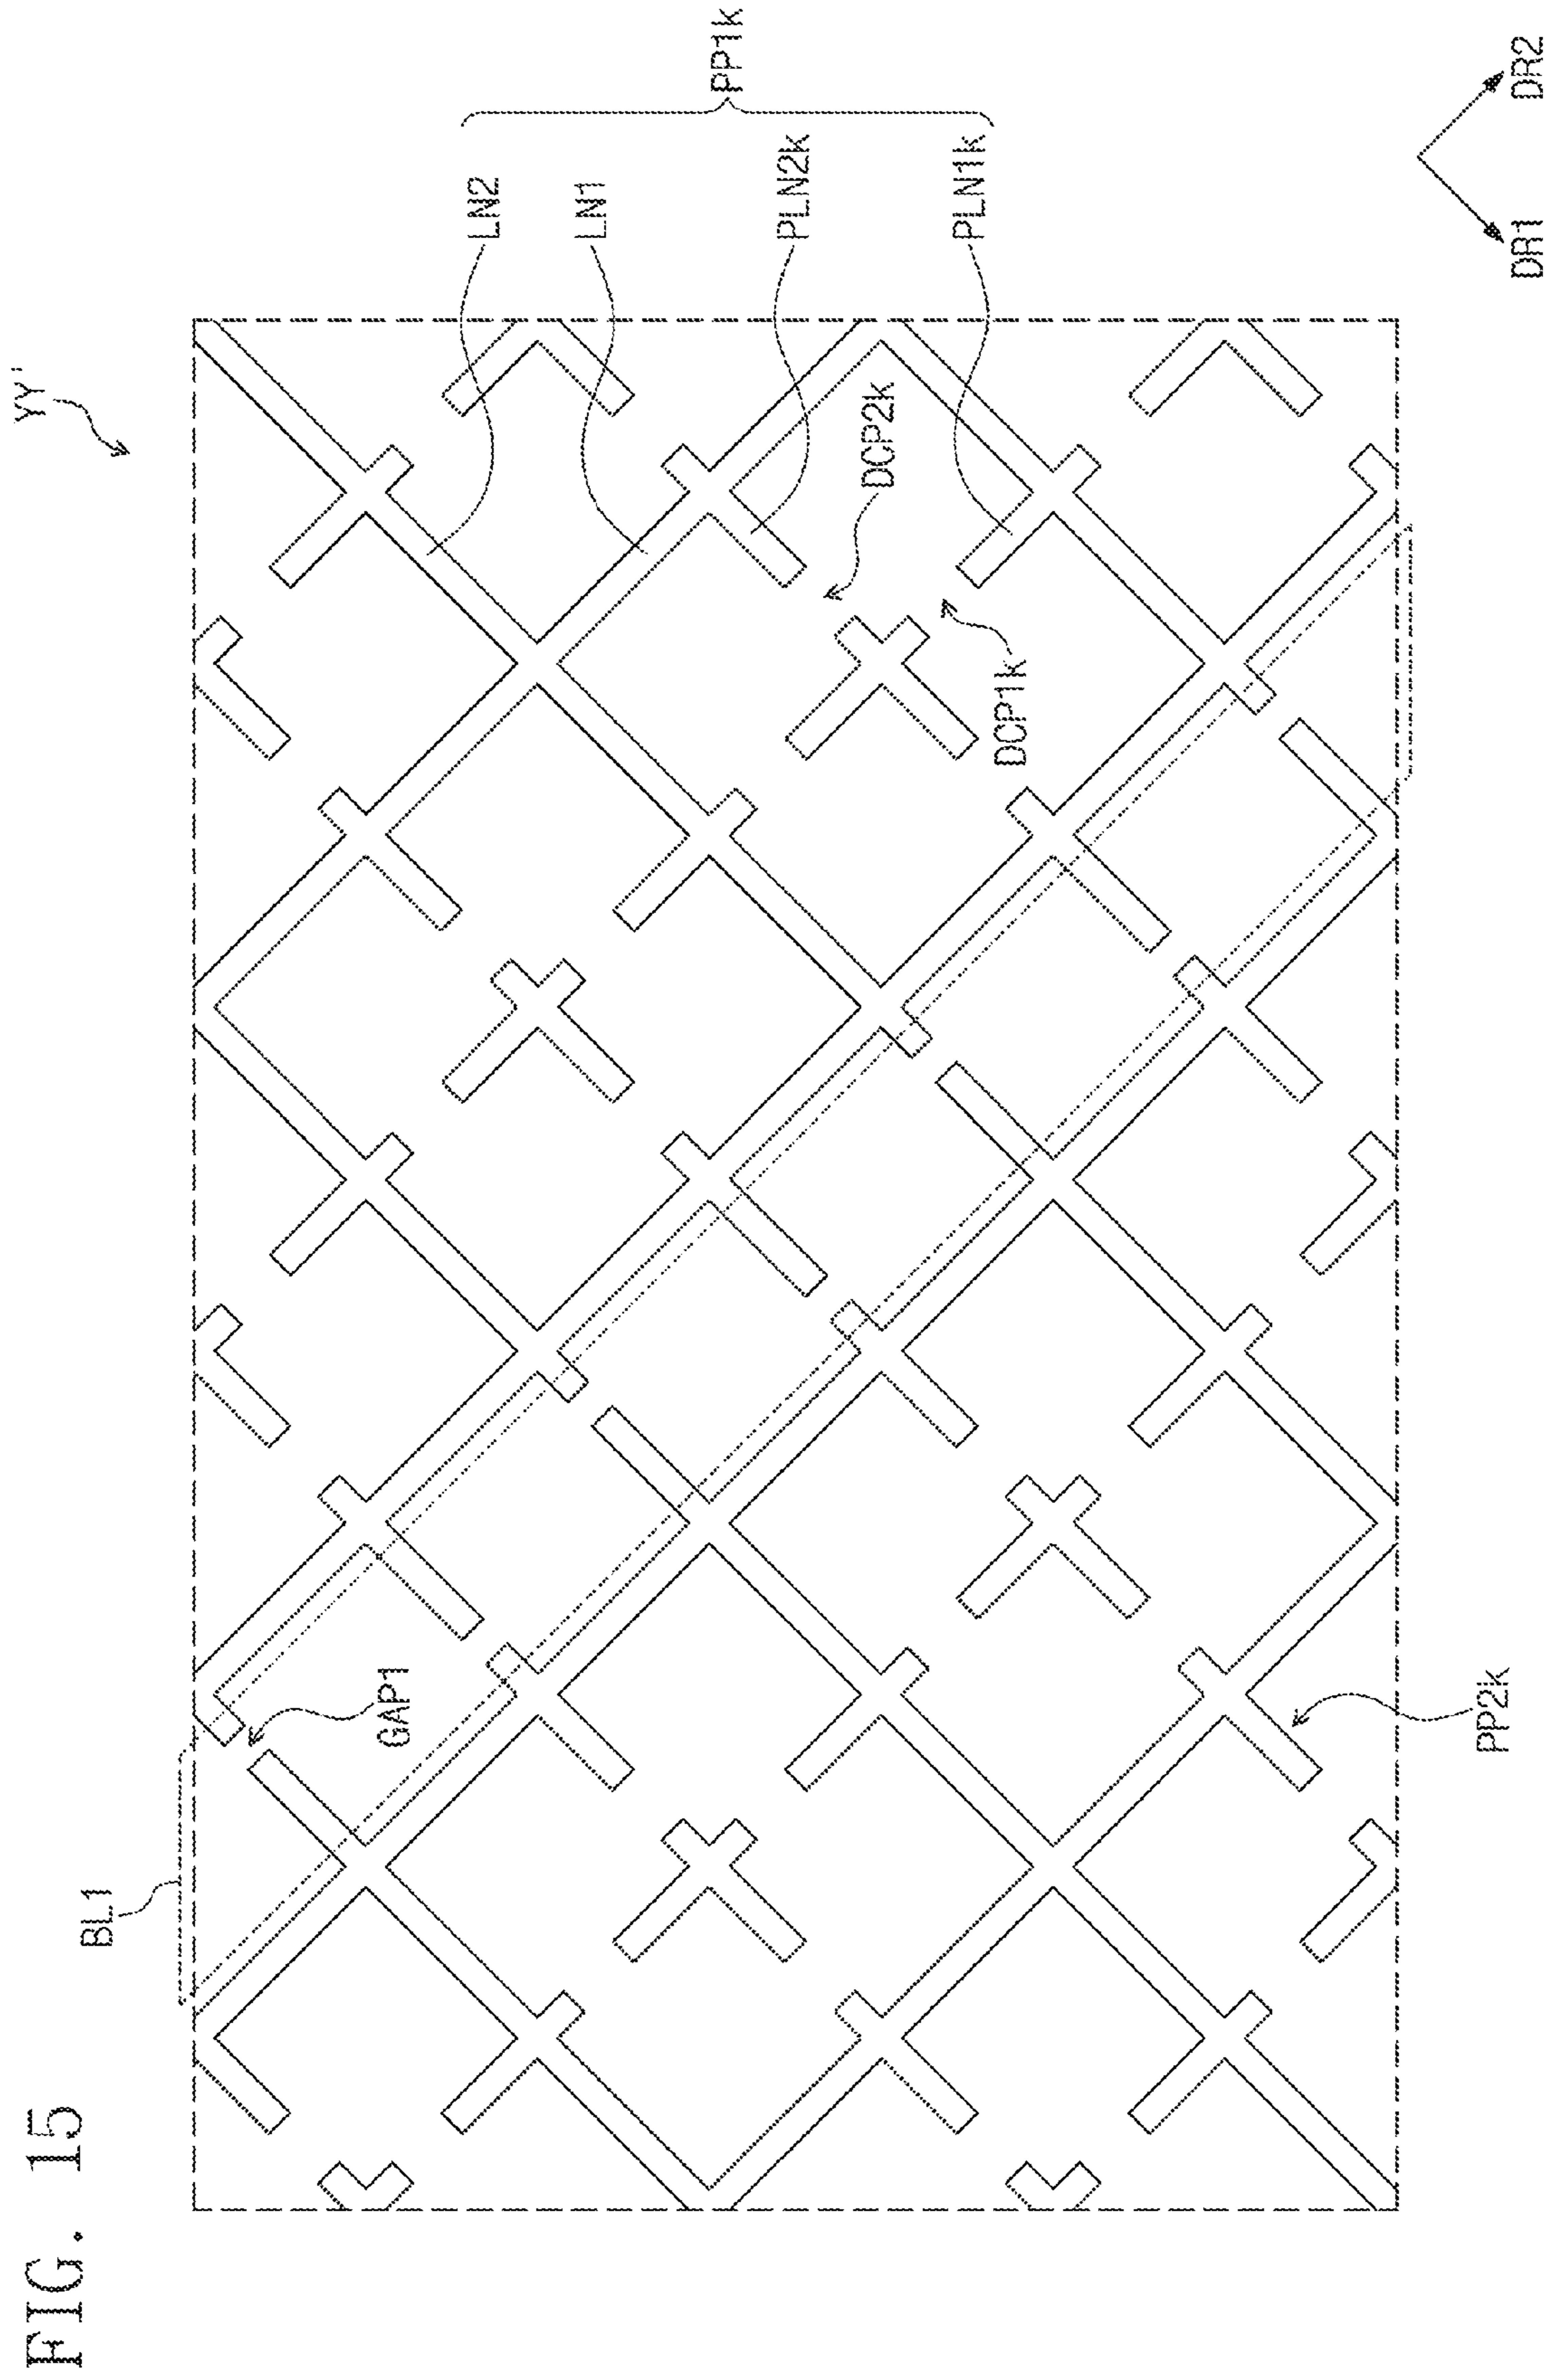 FIG. 15
YY'
BL1
GAP1
LN2
LN1
PLN2k
PLN1k
PP1k
DCP2k
DCP1k
PP2k
DR1
DR2